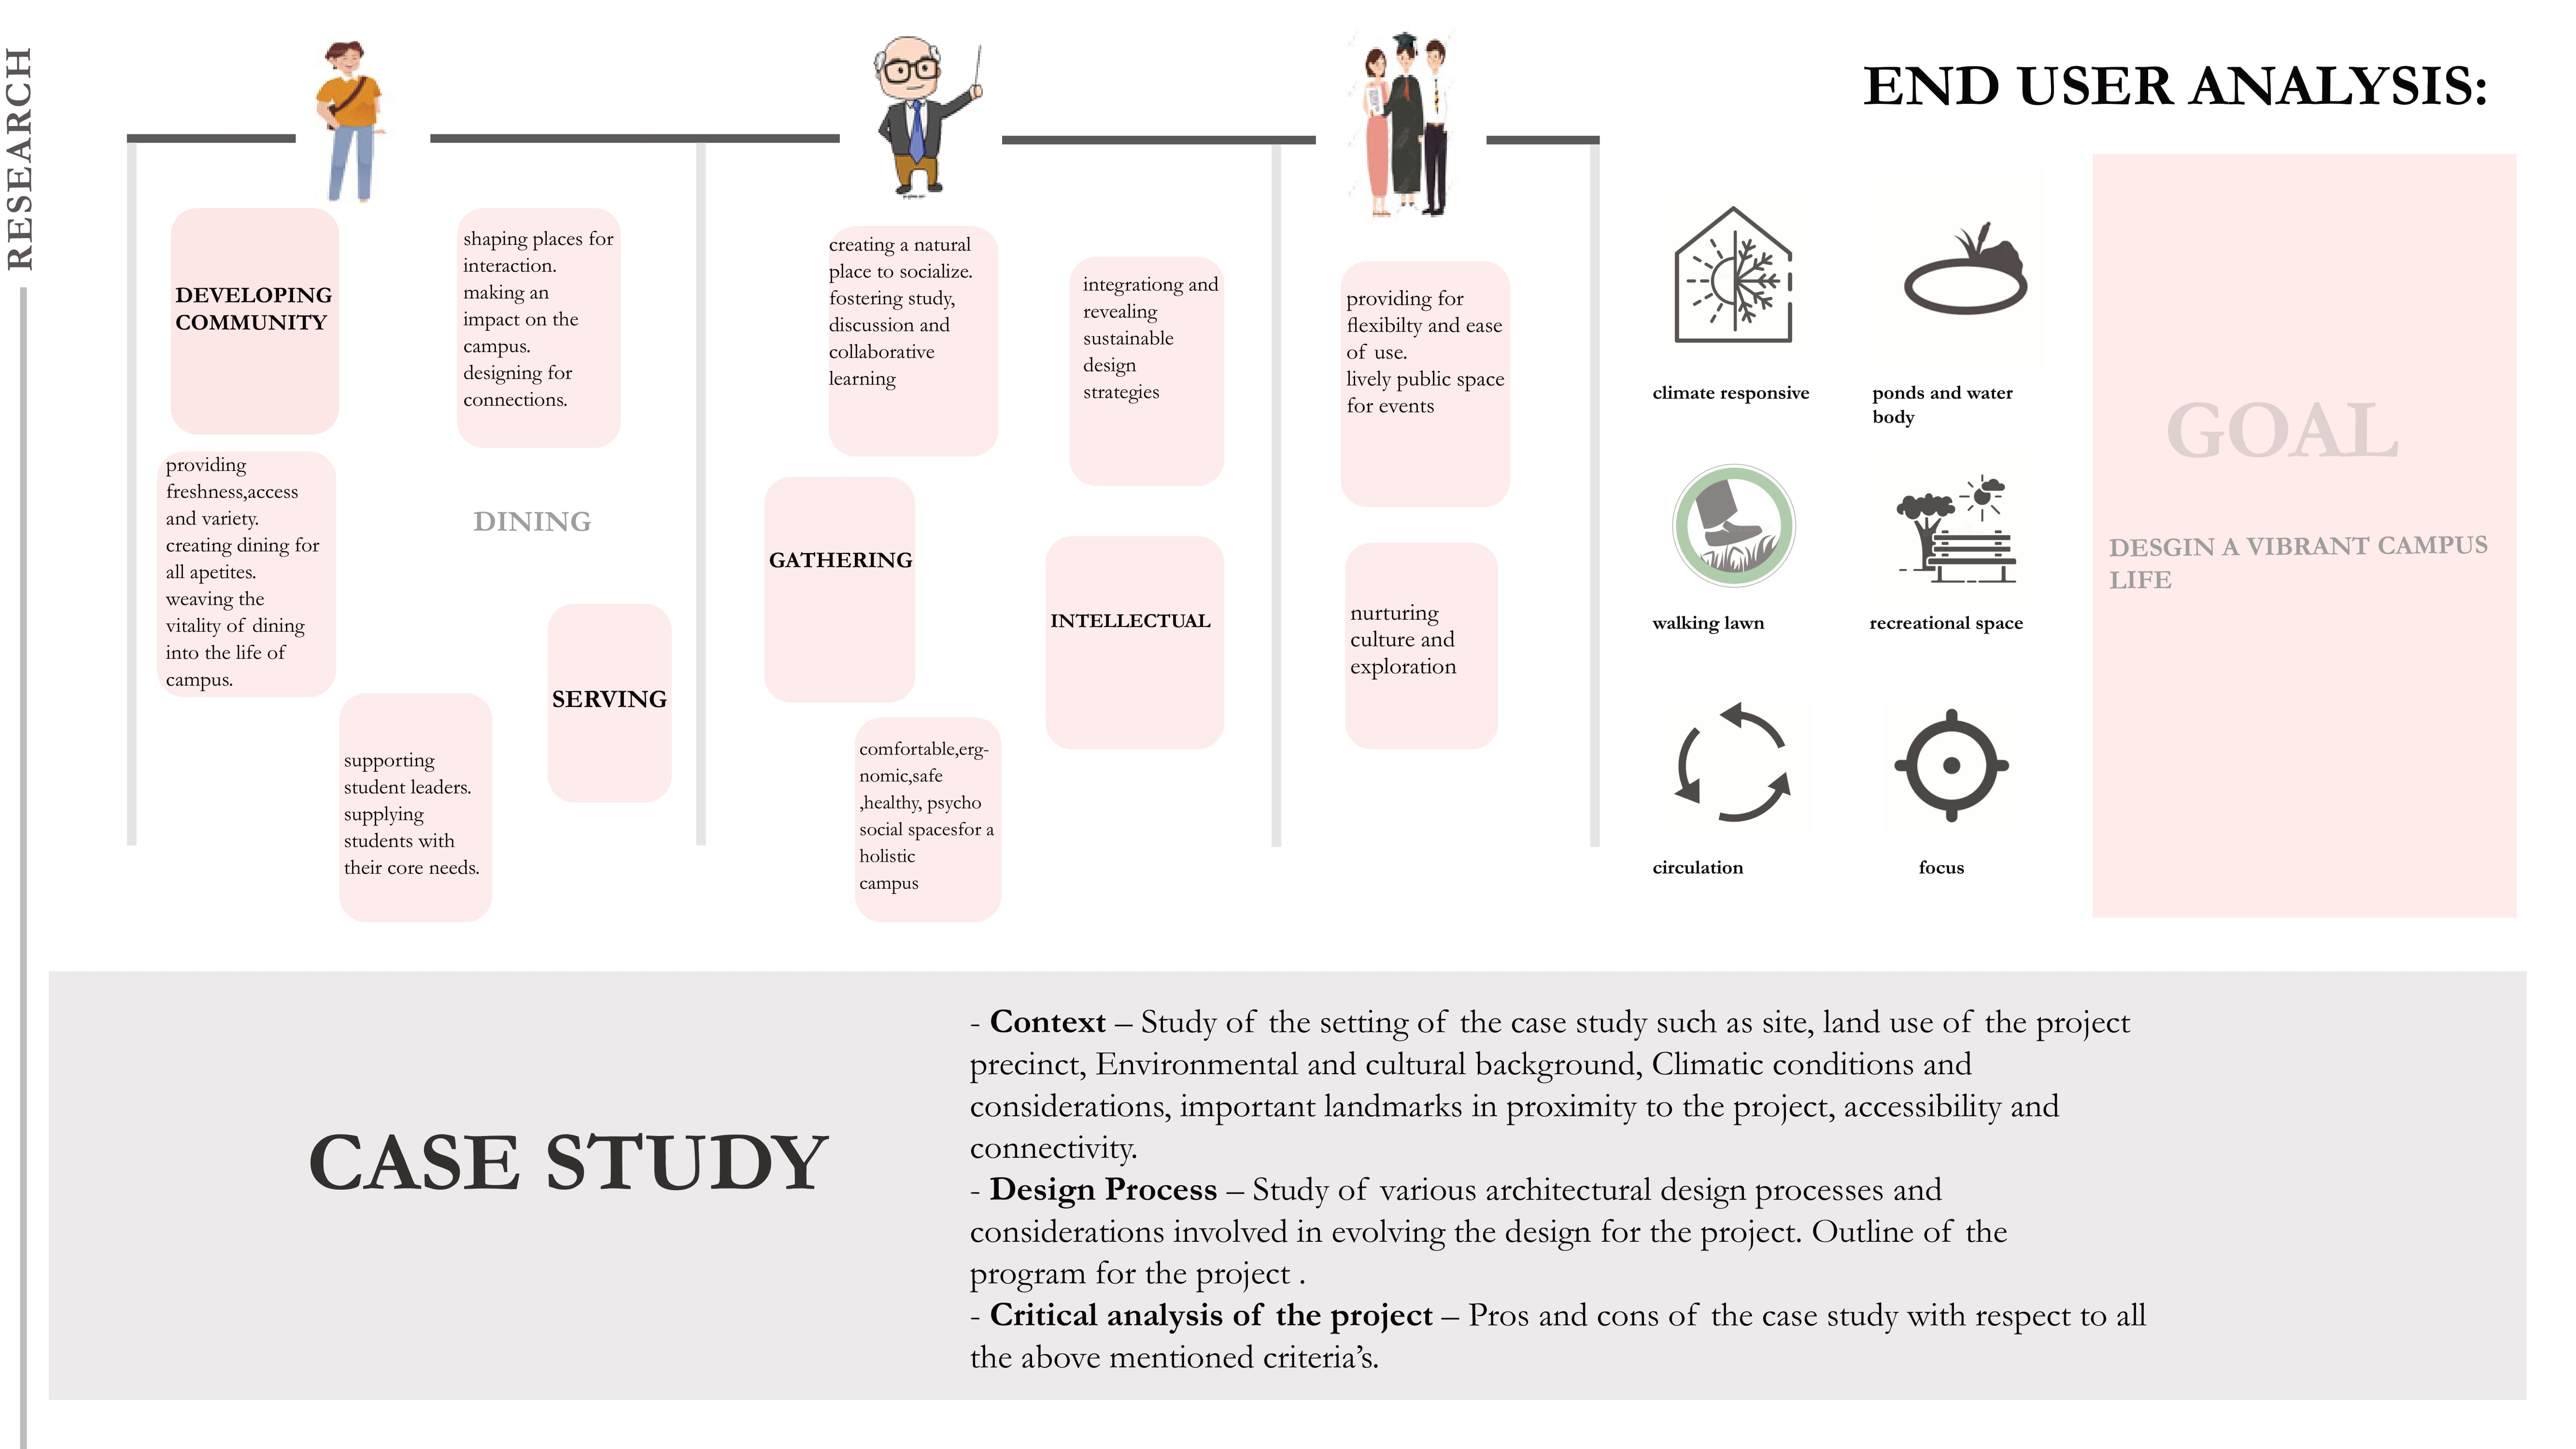 RESEARCH
END USER ANALYSIS:
DEVELOPING
COMMUNITY
shaping places for
interaction.
making an
impact on the
campus.
designing for
connections.
providing
freshness,access
and variety.
creating dining for
all apetites.
weaving the
vitality of dining
into the life of
campus.
DINING
SERVING
supporting
student leaders.
supplying
students with
their core needs.
creating a natural
place to socialize.
fostering study,
discussion and
collaborative
learning
integrationg and
revealing
sustainable
design
strategies
GATHERING
INTELLECTUAL
comfortable,erg-
nomic,safe
,healthy, psycho
social spacesfor a
holistic
campus
providing for
flexibilty and ease
of use.
lively public space
for events
nurturing
culture and
exploration
climate responsive
ponds and water
body
walking lawn
recreational space
circulation
focus
GOAL
DESGIN A VIBRANT CAMPUS
LIFE
CASE STUDY
- Context – Study of the setting of the case study such as site, land use of the project
precinct, Environmental and cultural background, Climatic conditions and
considerations, important landmarks in proximity to the project, accessibility and
connectivity.
- Design Process – Study of various architectural design processes and
considerations involved in evolving the design for the project. Outline of the
program for the project .
- Critical analysis of the project – Pros and cons of the case study with respect to all
the above mentioned criteria’s.